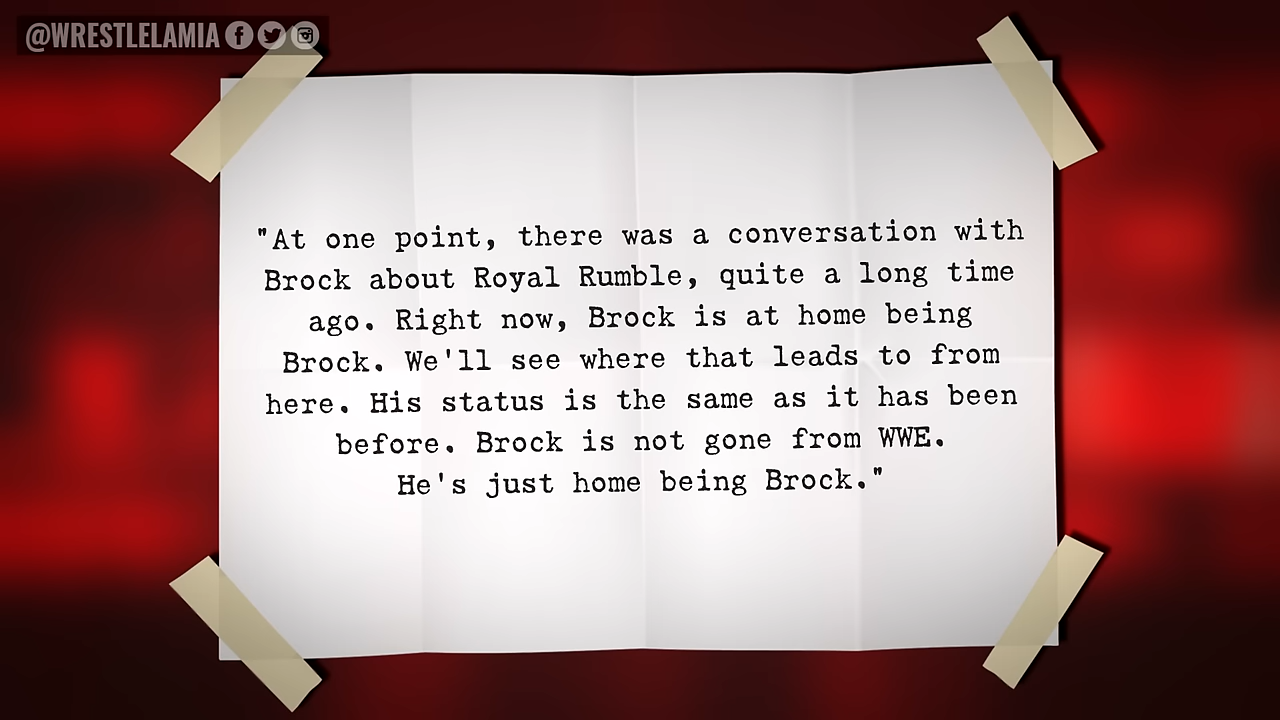 @WRESTLELAMIA
"At one point, there was a conversation with
Brock about Royal Rumble, quite a long time
ago. Right now, Brock is at home being
Brock. We'll see where that leads to from
here. His status is the same as it has been
before. Brock is not gone from WWE.
He's just home being Brock."